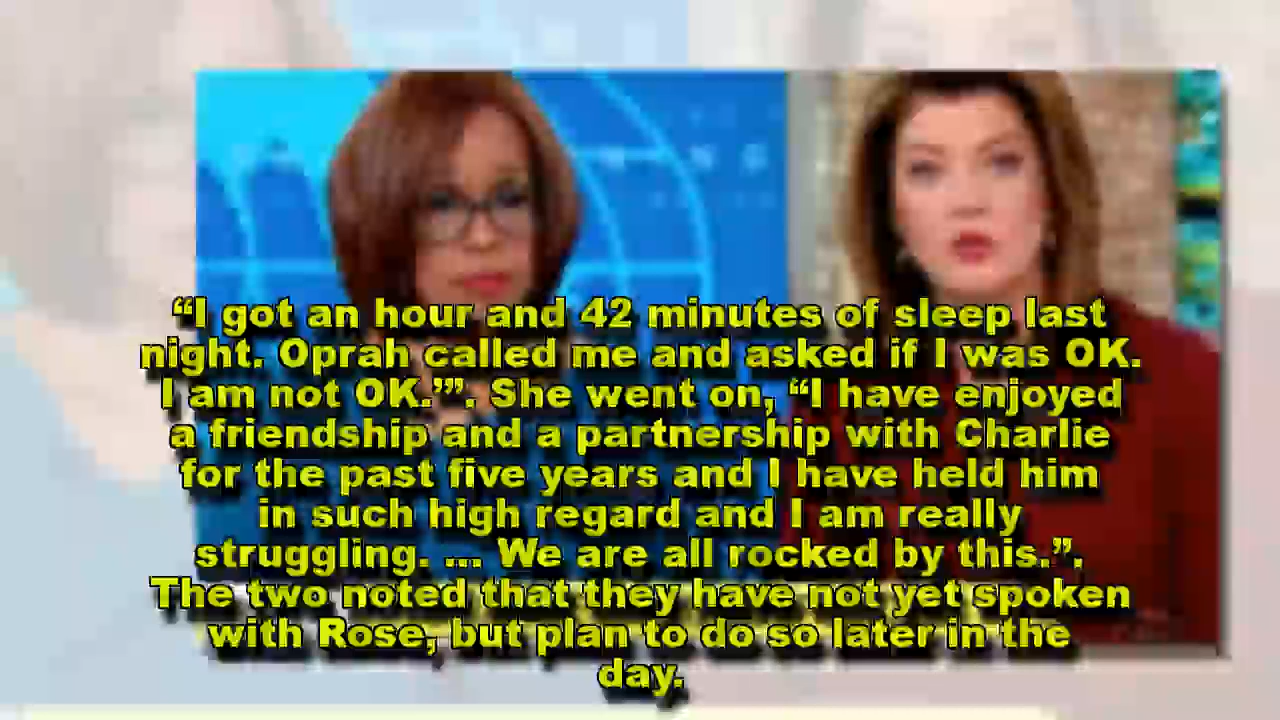 “I got an hour and 42 minutes of sleep last
night. Oprah called me and asked if I was OK.
I am not OK.’”. She went on, “I have enjoyed
a friendship and a partnership with Charlie
for the past five years and I have held him
in such high regard and I am really
struggling. ... We are all rocked by this.”.
The two noted that they have not yet spoken
with Rose, but plan to do so later in the
day.